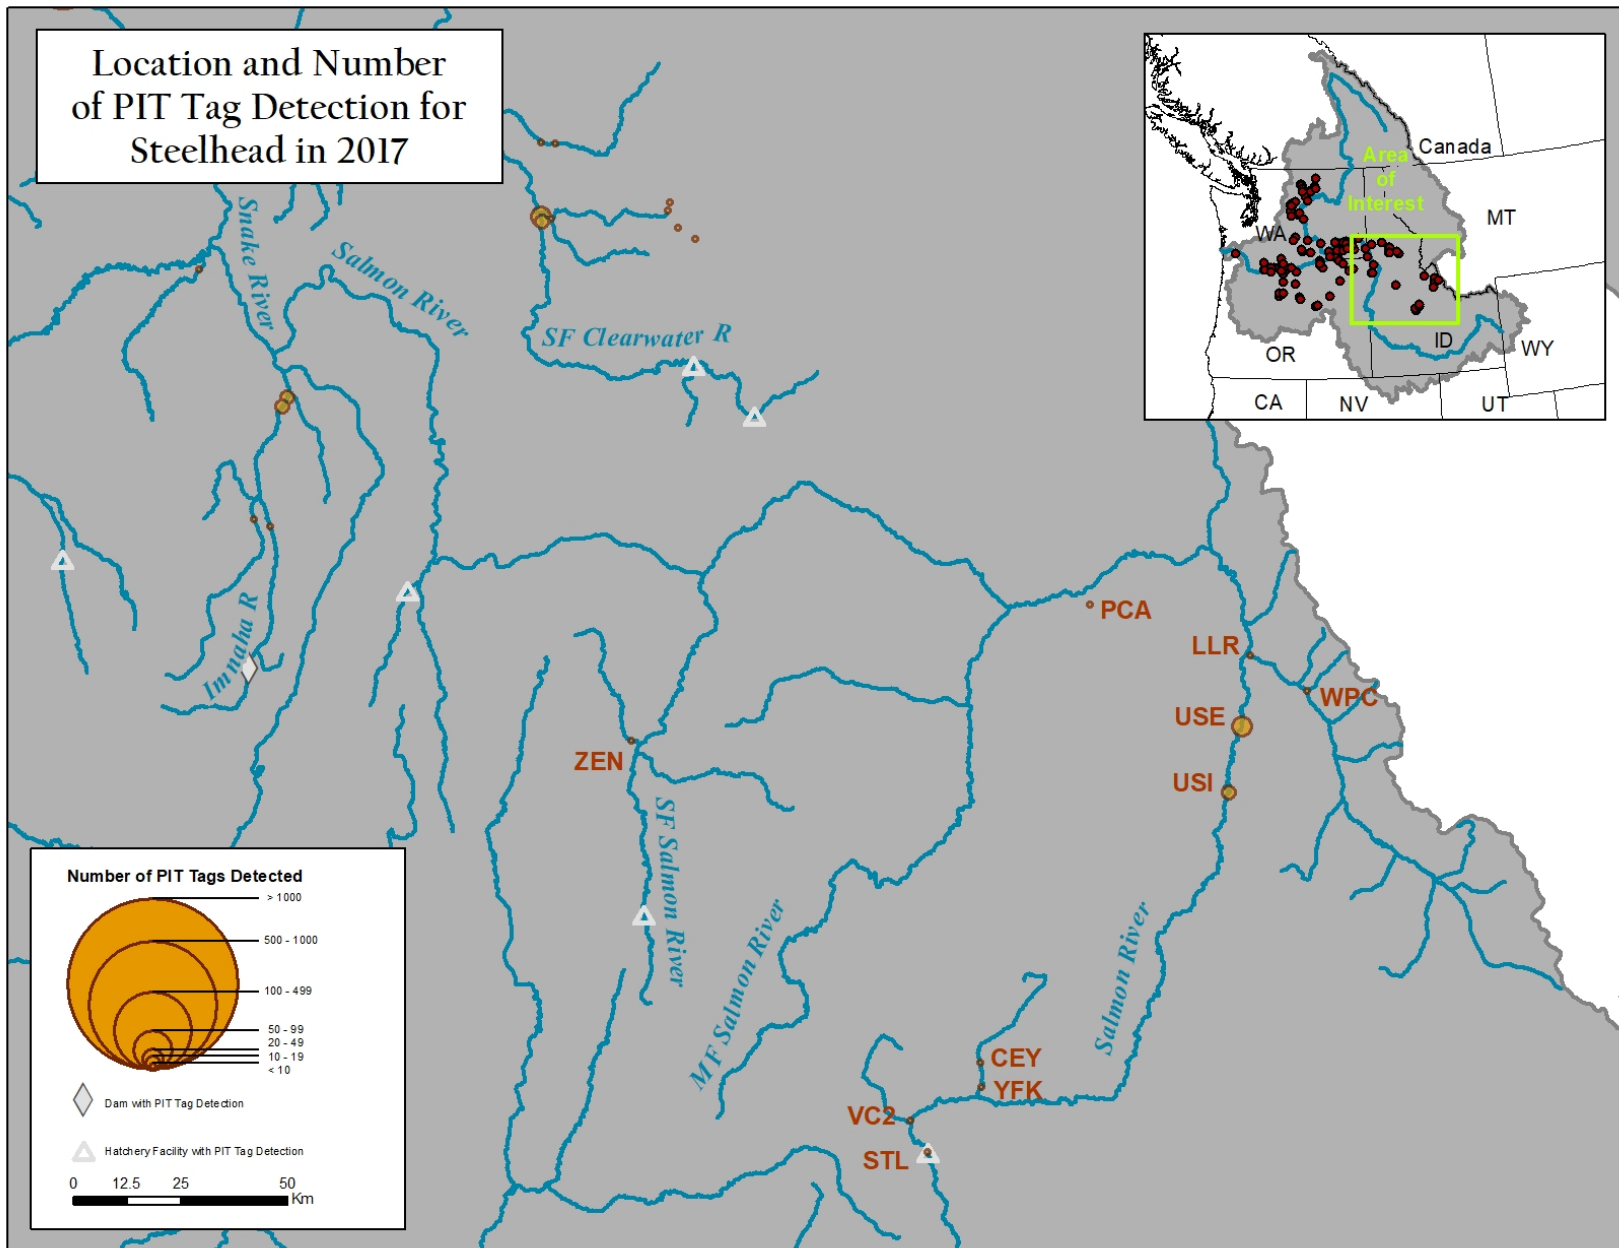 Location and Number
of PIT Tag Detection for
Steelhead in 2017
Canada
Area
of
Interest
MT
WA
OR
ID
WY
CA
NV
UT
Snake River
Salmon River
SF Clearwater R
Imnaha R
PCA
LLR
WPC
USE
USI
ZEN
SF Salmon River
MF Salmon River
Salmon River
CEY
YFK
VC2
STL
Number of PIT Tags Detected
> 1000
500 - 1000
100 - 499
50 - 99
20 - 49
10 - 19
< 10
Dam with PIT Tag Detection
Hatchery Facility with PIT Tag Detection
0 12.5 25 50
Km